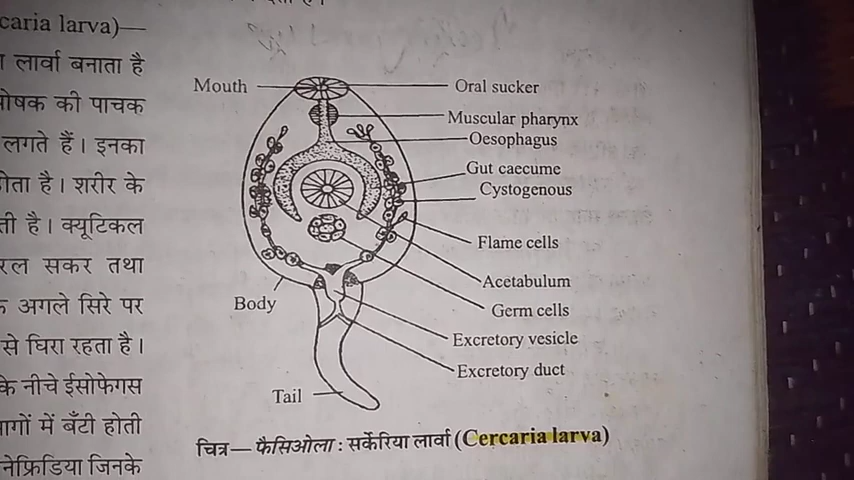 caria larva)—
लार्वा बनाता है
पोषक की पाचक
लगते हैं। इनका
होता है। शरीर के
ती है। क्यूटिकल
रल सकर तथा
अगले सिरे पर
से घिरा रहता है।
के नीचे ईसोफेगस
भागों में बँटी होती
नेफ्रिडिया जिनके
Mouth
Oral sucker
Muscular pharynx
Oesophagus
Gut caecume
Cystogenous
Flame cells
Acetabulum
Germ cells
Excretory vesicle
Excretory duct
Body
Tail
चित्र— फैसिओला : सर्केरिया लार्वा (Cercaria larva)